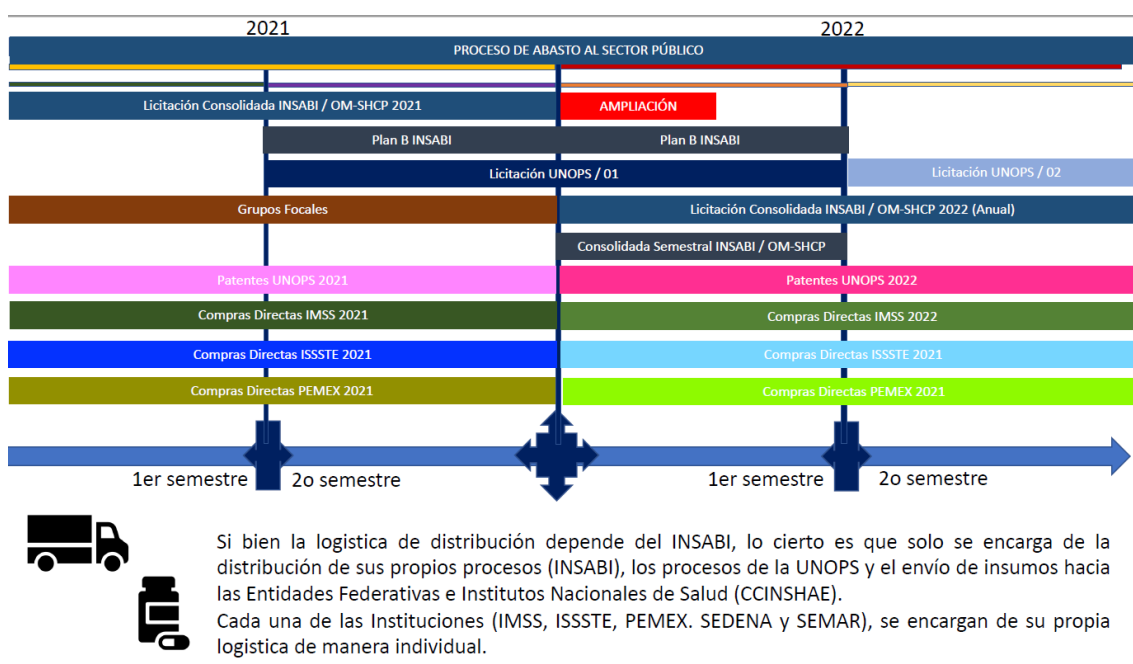 2021 2022
PROCESO DE ABASTO AL SECTOR PÚBLICO
Licitación Consolidada INSABI / OM-SHCP 2021 AMPLIACIÓN
Plan B INSABI Plan B INSABI
Licitación UNOPS / 01 Licitación UNOPS / 02
Grupos Focales Licitación Consolidada INSABI / OM-SHCP 2022 (Anual)
Consolidada Semestral INSABI / OM-SHCP
Patentes UNOPS 2021 Patentes UNOPS 2022
Compras Directas IMSS 2021 Compras Directas IMSS 2022
Compras Directas ISSSTE 2021 Compras Directas ISSSTE 2021
Compras Directas PEMEX 2021 Compras Directas PEMEX 2021
1er semestre 2o semestre 1er semestre 2o semestre
Si bien la logistica de distribución depende del INSABI, lo cierto es que solo se encarga de la
distribución de sus propios procesos (INSABI), los procesos de la UNOPS y el envío de insumos hacia
las Entidades Federativas e Institutos Nacionales de Salud (CCINSHAE).
Cada una de las Instituciones (IMSS, ISSSTE, PEMEX. SEDENA y SEMAR), se encargan de su propia
logistica de manera individual.